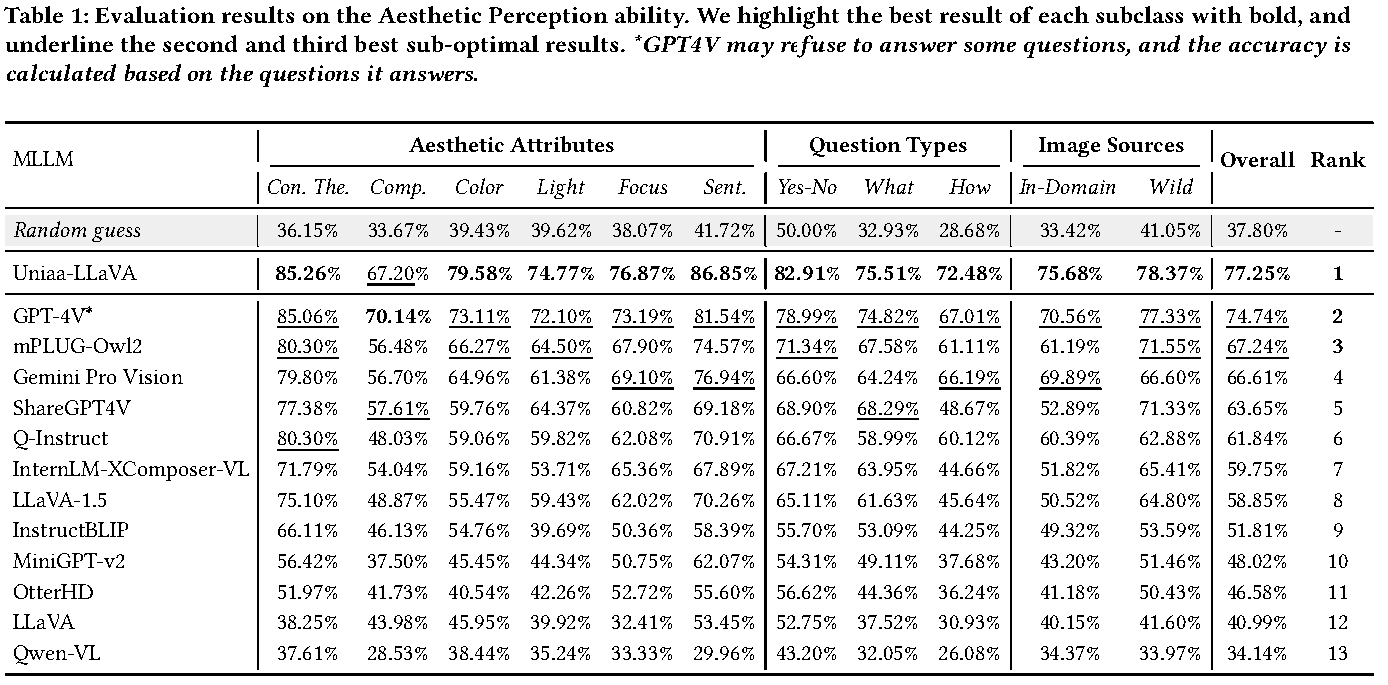 Table 1: Evaluation results on the Aesthetic Perception ability. We highlight the best result of each subclass with bold, and
underline the second and third best sub-optimal results. *GPT4V may refuse to answer some questions, and the accuracy is
calculated based on the questions it answers.
MLLM Aesthetic Attributes Question Types Image Sources Overall Rank
Con. The. Comp. Color Light Focus Sent. Yes-No What How In-Domain Wild
Random guess 36.15% 33.67% 39.43% 39.62% 38.07% 41.72% 50.00% 32.93% 28.68% 33.42% 41.05% 37.80% -
Uniaa-LLaVA 85.26% 67.20% 79.58% 74.77% 76.87% 86.85% 82.91% 75.51% 72.48% 75.68% 78.37% 77.25% 1
GPT-4V* 85.06% 70.14% 73.11% 72.10% 73.19% 81.54% 78.99% 74.82% 67.01% 70.56% 77.33% 74.74% 2
mPLUG-Owl2 80.30% 56.48% 66.27% 64.50% 67.90% 74.57% 71.34% 67.58% 61.11% 61.19% 71.55% 67.24% 3
Gemini Pro Vision 79.80% 56.70% 64.96% 61.38% 69.10% 76.94% 66.60% 64.24% 66.19% 69.89% 66.60% 66.61% 4
ShareGPT4V 77.38% 57.61% 59.76% 64.37% 60.82% 69.18% 68.90% 68.29% 48.67% 52.89% 71.33% 63.65% 5
Q-Instruct 80.30% 48.03% 59.06% 59.82% 62.08% 70.91% 66.67% 58.99% 60.12% 60.39% 62.88% 61.84% 6
InternLM-XComposer-VL 71.79% 54.04% 59.16% 53.71% 65.36% 67.89% 67.21% 63.95% 44.66% 51.82% 65.41% 59.75% 7
LLaVA-1.5 75.10% 48.87% 55.47% 59.43% 62.02% 70.26% 65.11% 61.63% 45.64% 50.52% 64.80% 58.85% 8
InstructBLIP 66.11% 46.13% 54.76% 39.69% 50.36% 58.39% 55.70% 53.09% 44.25% 49.32% 53.59% 51.81% 9
MiniGPT-v2 56.42% 37.50% 45.45% 44.34% 50.75% 62.07% 54.31% 49.11% 37.68% 43.20% 51.46% 48.02% 10
OtterHD 51.97% 41.73% 40.54% 42.26% 52.72% 55.60% 56.62% 44.36% 36.24% 41.18% 50.43% 46.58% 11
LLaVA 38.25% 43.98% 45.95% 39.92% 32.41% 53.45% 52.75% 37.52% 30.93% 40.15% 41.60% 40.99% 12
Qwen-VL 37.61% 28.53% 38.44% 35.24% 33.33% 29.96% 43.20% 32.05% 26.08% 34.37% 33.97% 34.14% 13